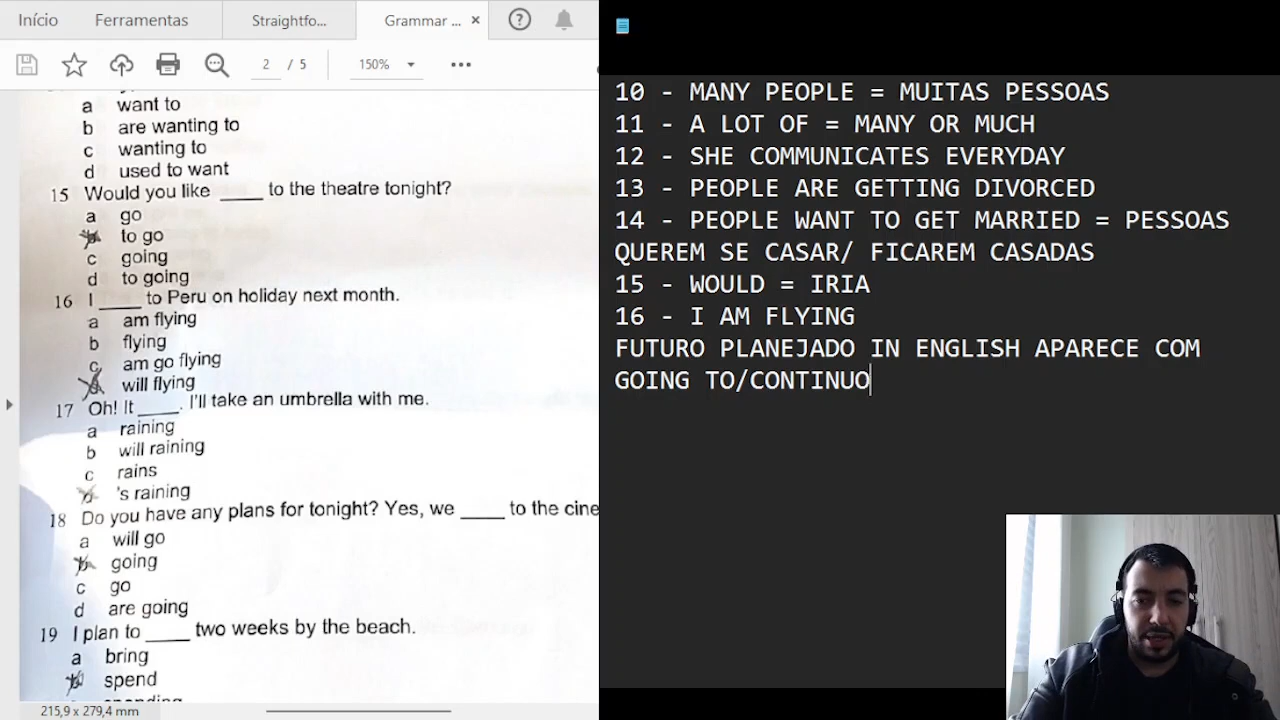 Início Ferramentas Straightfo... Grammar ... ×
2 / 5 150%
a want to
b are wanting to
c wanting to
d used to want
15 Would you like ____ to the theatre tonight?
a go
to go
c going
d to going
16 I ____ to Peru on holiday next month.
a am flying
b flying
c am go flying
will flying
17 Oh! It ____. I'll take an umbrella with me.
a raining
b will raining
c rains
's raining
18 Do you have any plans for tonight? Yes, we ____ to the cine
a will go
b going
c go
d are going
19 I plan to ____ two weeks by the beach.
a bring
b spend
215,9 x 279,4 mm
10 - MANY PEOPLE = MUITAS PESSOAS
11 - A LOT OF = MANY OR MUCH
12 - SHE COMMUNICATES EVERYDAY
13 - PEOPLE ARE GETTING DIVORCED
14 - PEOPLE WANT TO GET MARRIED = PESSOAS
QUEREM SE CASAR/ FICAREM CASADAS
15 - WOULD = IRIA
16 - I AM FLYING
FUTURO PLANEJADO IN ENGLISH APARECE COM
GOING TO/CONTINUO